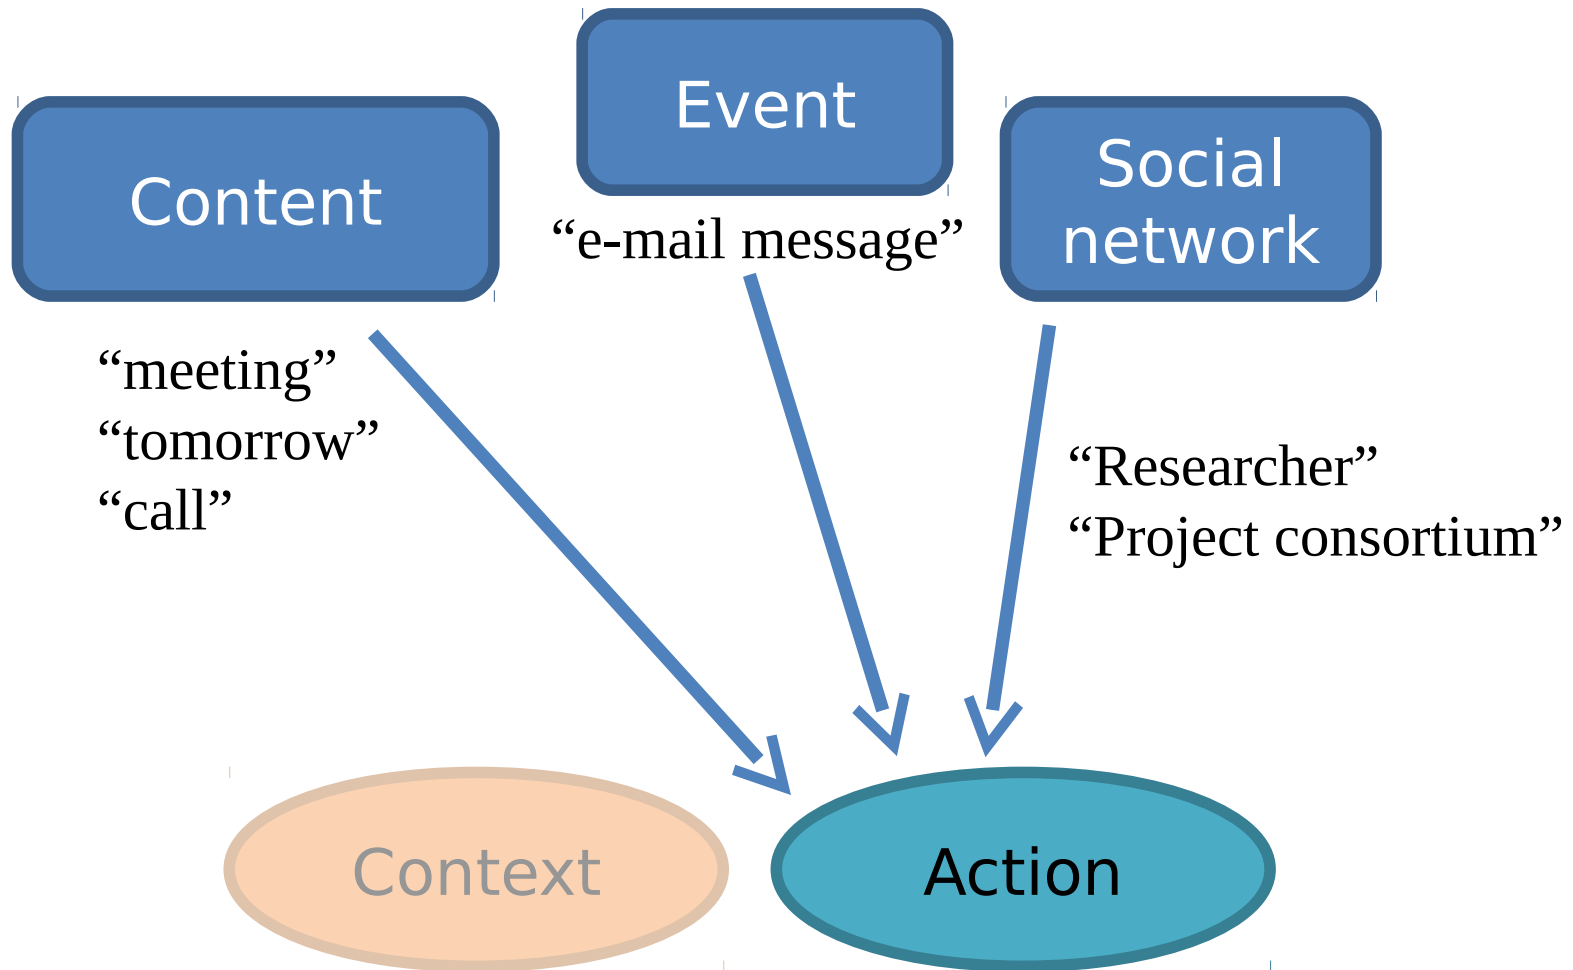 Event
Content
Social
network
“e-mail message”
“meeting”
“tomorrow”
“call”
“Researcher”
“Project consortium”
Context
Action